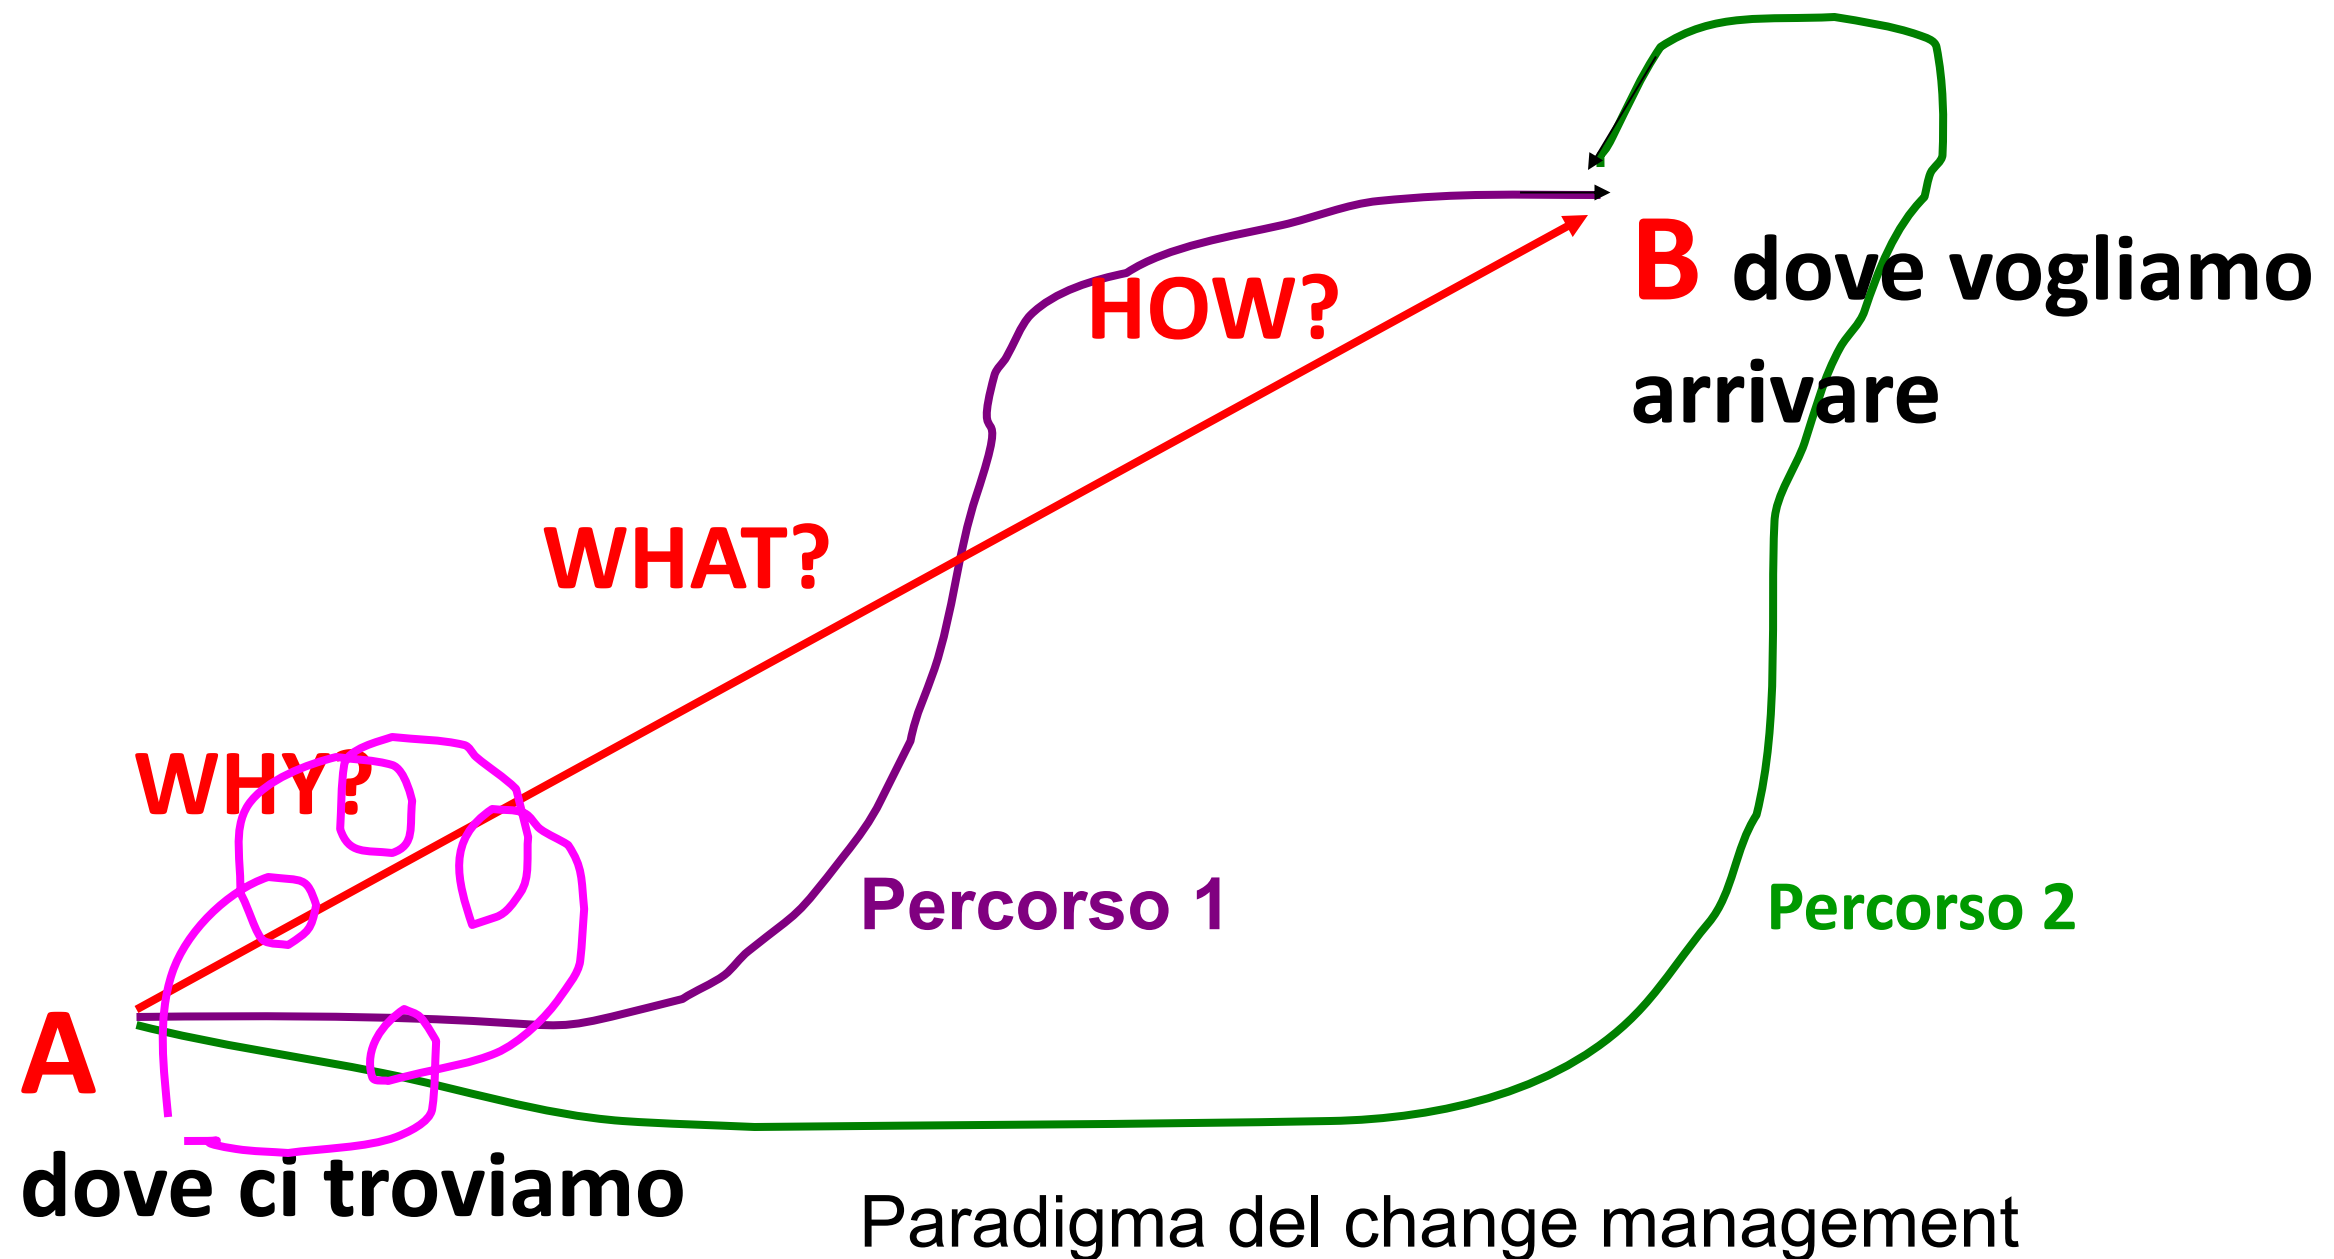 B dove vogliamo
arrivare
HOW?
WHAT?
WHY?
Percorso 1
Percorso 2
A
dove ci troviamo
Paradigma del change management